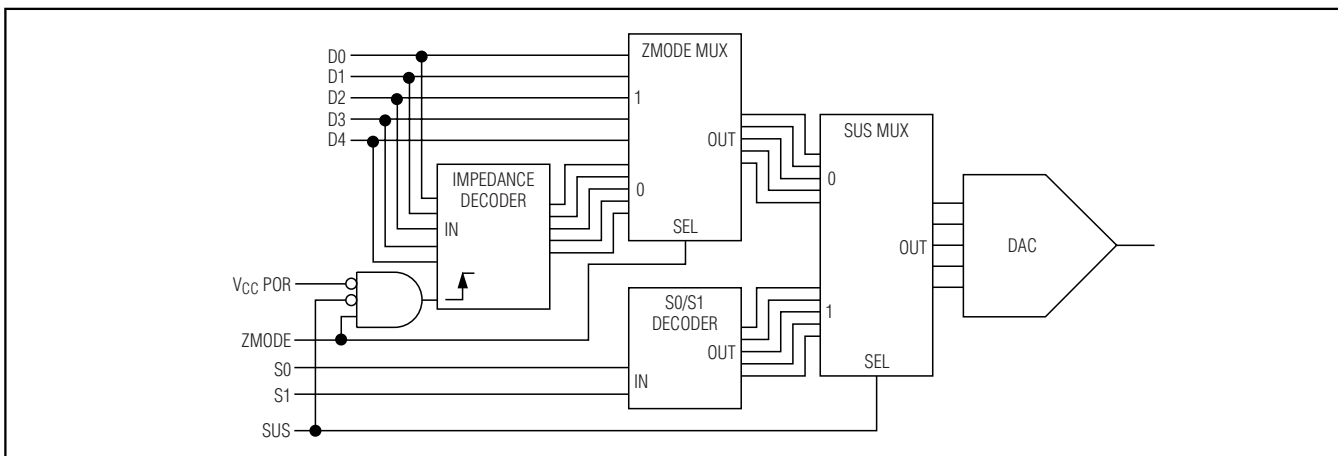 D0
D1
D2
D3
D4
ZMODE MUX
1
OUT
0
SEL
IMPEDANCE
DECODER
IN
SUS MUX
0
OUT
1
SEL
DAC
VCC POR
ZMODE
S0
S1
SUS
S0/S1
DECODER
OUT
IN